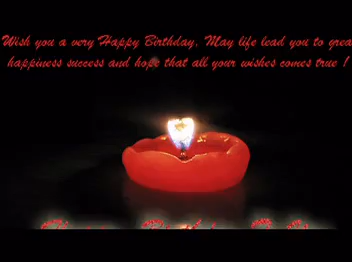 Wish you a very Happy Birthday, May life lead you to grea
happiness success and hope that all your wishes comes true !